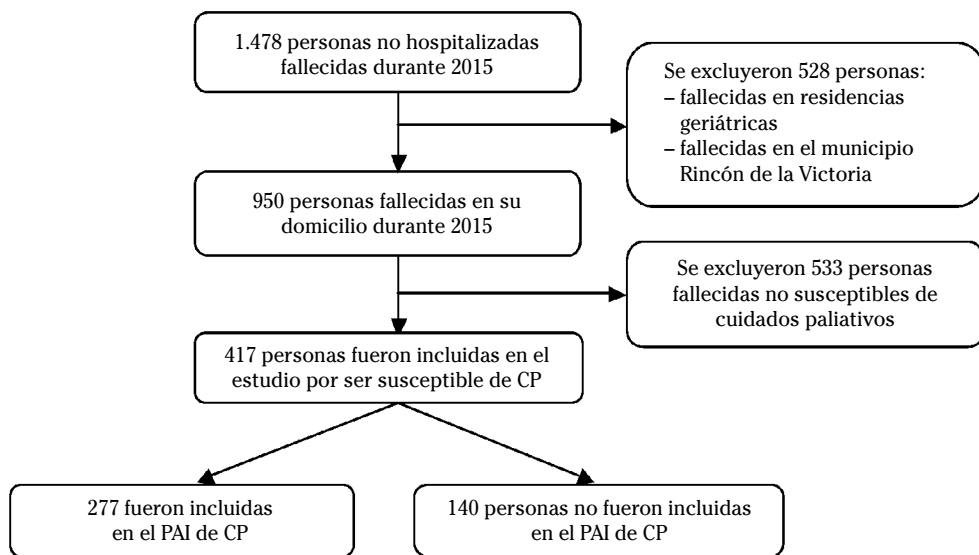 1.478 personas no hospitalizadas
fallecidas durante 2015
Se excluyeron 528 personas:
– fallecidas en residencias
geriátricas
– fallecidas en el municipio
Rincón de la Victoria
950 personas fallecidas en su
domicilio durante 2015
Se excluyeron 533 personas
fallecidas no susceptibles de
cuidados paliativos
417 personas fueron incluidas en el
estudio por ser susceptible de CP
277 fueron incluidas
en el PAI de CP
140 personas no fueron incluidas
en el PAI de CP